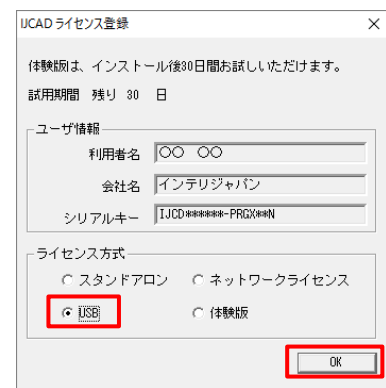 IJCAD ライセンス登録
体験版は、インストール後30日間お試しいただけます。
試用期間 残り 30 日
ユーザ情報
利用者名 〇〇 〇〇
会社名 インテリジャパン
シリアルキー IJCD******-PRGX**N
ライセンス方式
スタンドアロン ネットワークライセンス
USB 体験版
OK